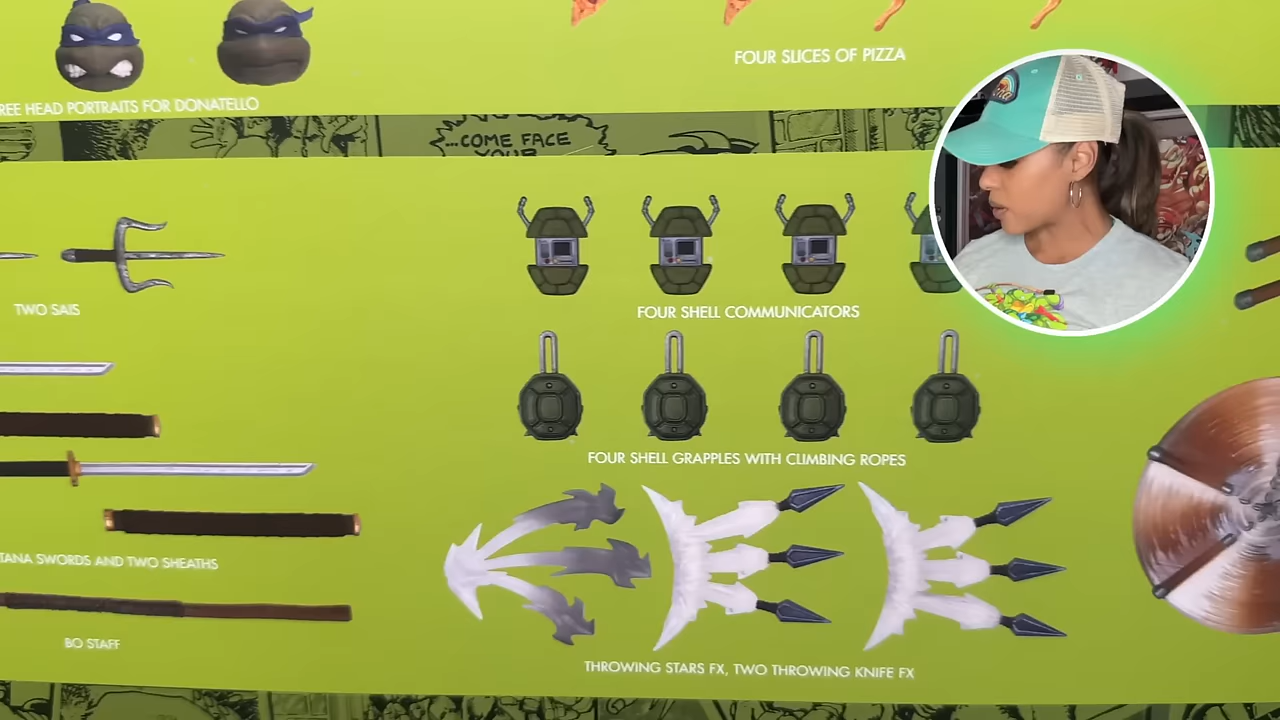 FOUR SLICES OF PIZZA
REE HEAD PORTRAITS FOR DONATELLO
...COME FACE
YOUR
TWO SAIS
FOUR SHELL COMMUNICATORS
FOUR SHELL GRAPPLES WITH CLIMBING ROPES
TANA SWORDS AND TWO SHEATHS
BO STAFF
THROWING STARS FX, TWO THROWING KNIFE FX